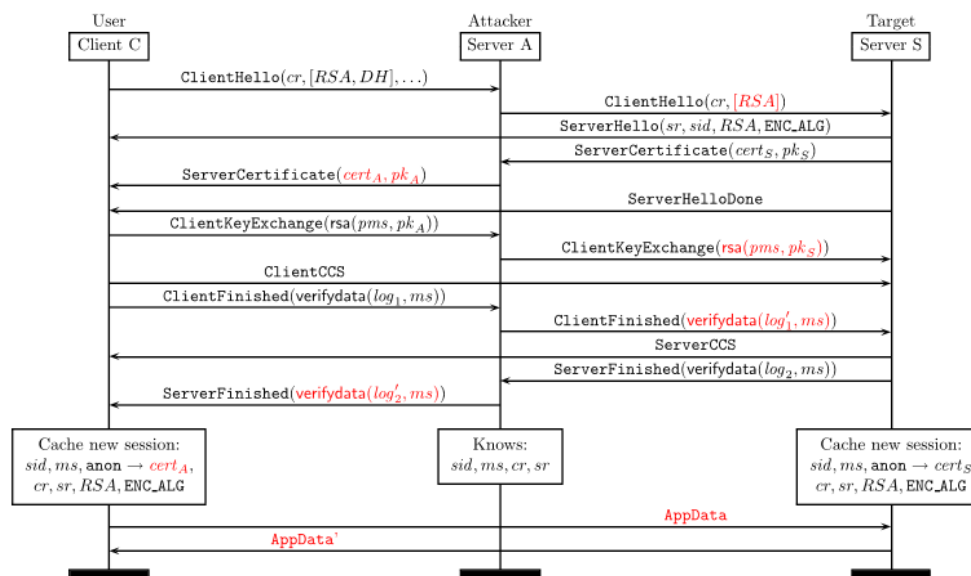 User Attacker Target
Client C Server A Server S
ClientHello(cr, [RSA, DH], ...)
ClientHello(cr, [RSA])
ServerHello(sr, sid, RSA, ENC_ALG)
ServerCertificate(cert_S, pk_S)
ServerCertificate(cert_A, pk_A)
ServerHelloDone
ClientKeyExchange(rsa(pms, pk_A))
ClientKeyExchange(rsa(pms, pk_S))
ClientCCS
ClientFinished(verifydata(log_1, ms))
ClientFinished(verifydata(log'_1, ms))
ServerCCS
ServerFinished(verifydata(log_2, ms))
ServerFinished(verifydata(log'_2, ms))
Cache new session:
sid, ms, anon → cert_A,
cr, sr, RSA, ENC_ALG
Knows:
sid, ms, cr, sr
Cache new session:
sid, ms, anon → cert_S
cr, sr, RSA, ENC_ALG
AppData
AppData'